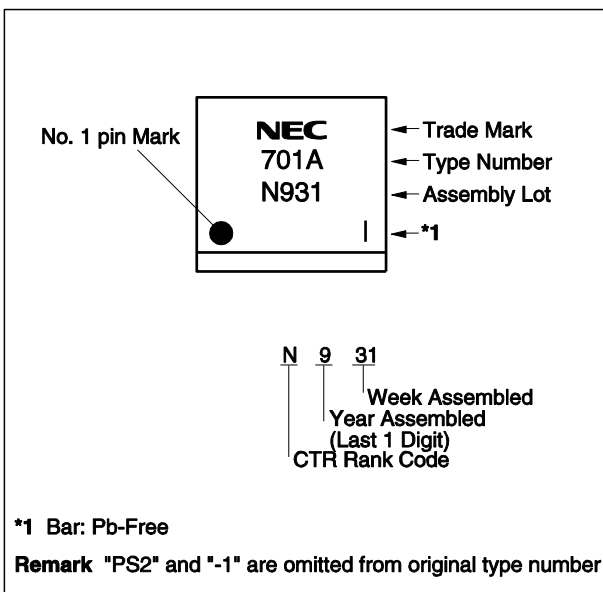 NEC
No. 1 pin Mark
Trade Mark
701A
Type Number
N931
Assembly Lot
*1
N 9 31
Week Assembled
Year Assembled
(Last 1 Digit)
CTR Rank Code
*1 Bar: Pb-Free
Remark "PS2" and "-1" are omitted from original type number